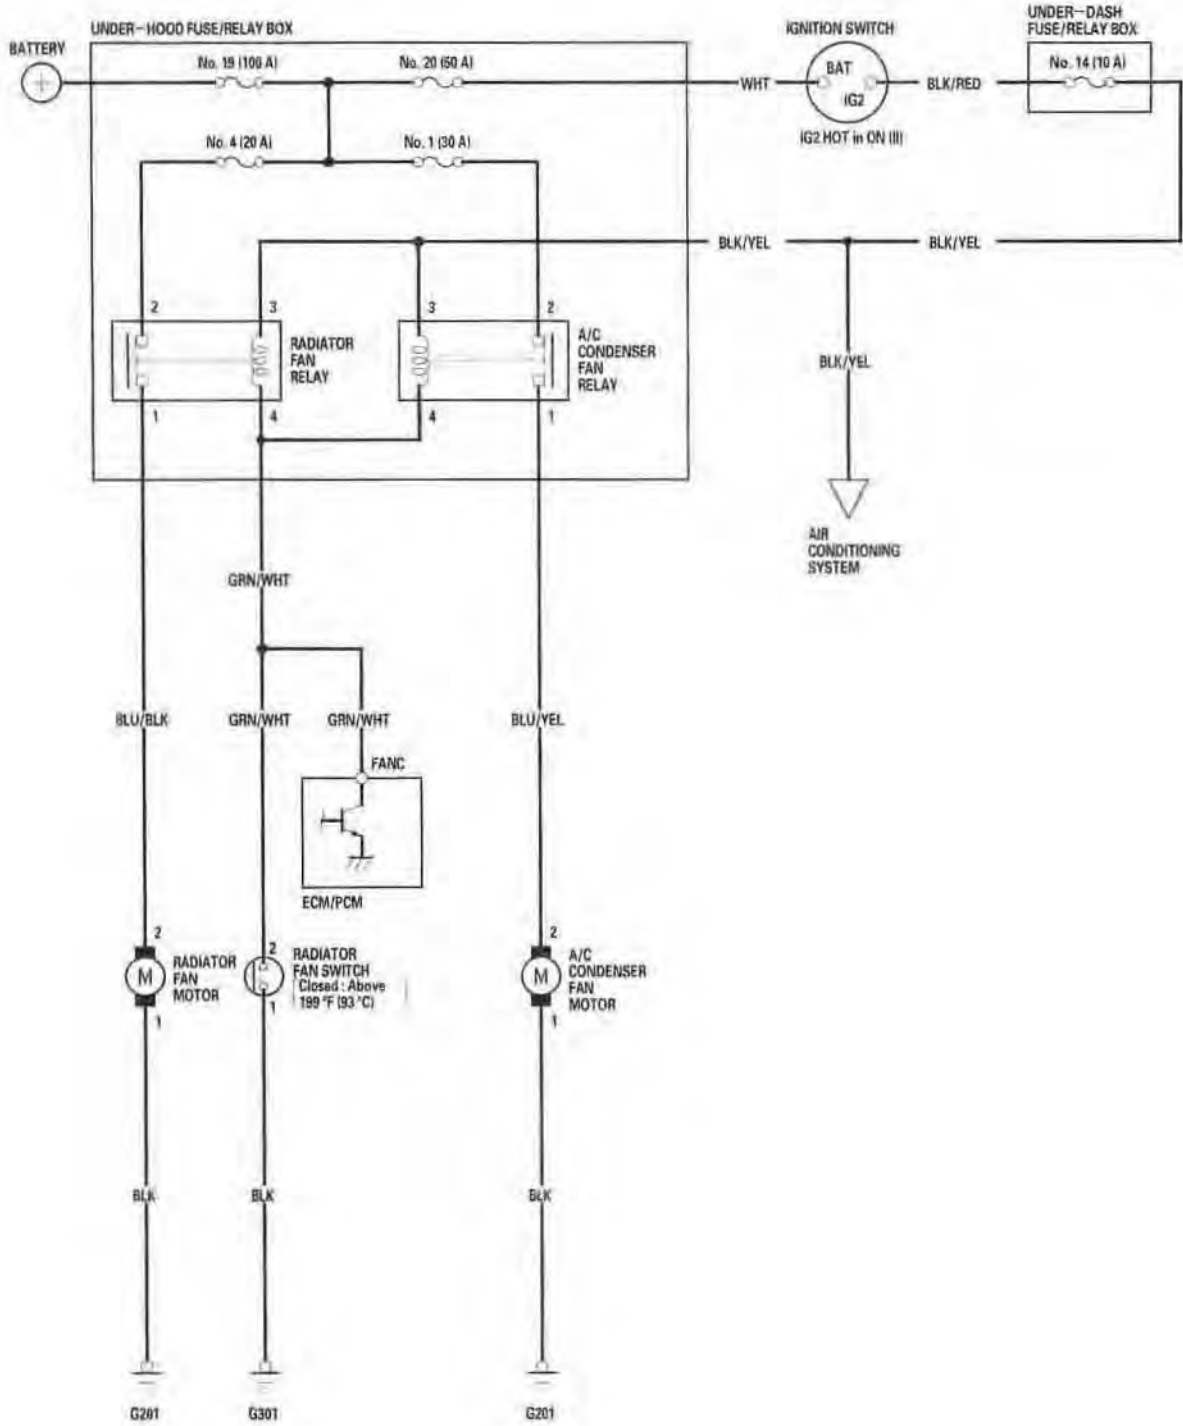 UNDER-HOOD FUSE/RELAY BOX
BATTERY
No. 19 (100 A)
No. 20 (50 A)
WHT
IGNITION SWITCH
BAT
IG2
IG2 HOT in ON (II)
BLK/RED
UNDER-DASH
FUSE/RELAY BOX
No. 14 (10 A)
No. 4 (20 A)
No. 1 (30 A)
BLK/YEL
BLK/YEL
2
3
3
2
RADIATOR
FAN
RELAY
A/C
CONDENSER
FAN
RELAY
BLK/YEL
1
4
4
1
AIR
CONDITIONING
SYSTEM
GRN/WHT
BLU/BLK
GRN/WHT
GRN/WHT
BLU/YEL
FANC
ECM/PCM
2
M
1
RADIATOR
FAN
MOTOR
2
1
RADIATOR
FAN SWITCH
Closed : Above
199 °F (93 °C)
2
M
1
A/C
CONDENSER
FAN
MOTOR
BLK
BLK
BLK
G201
G301
G201